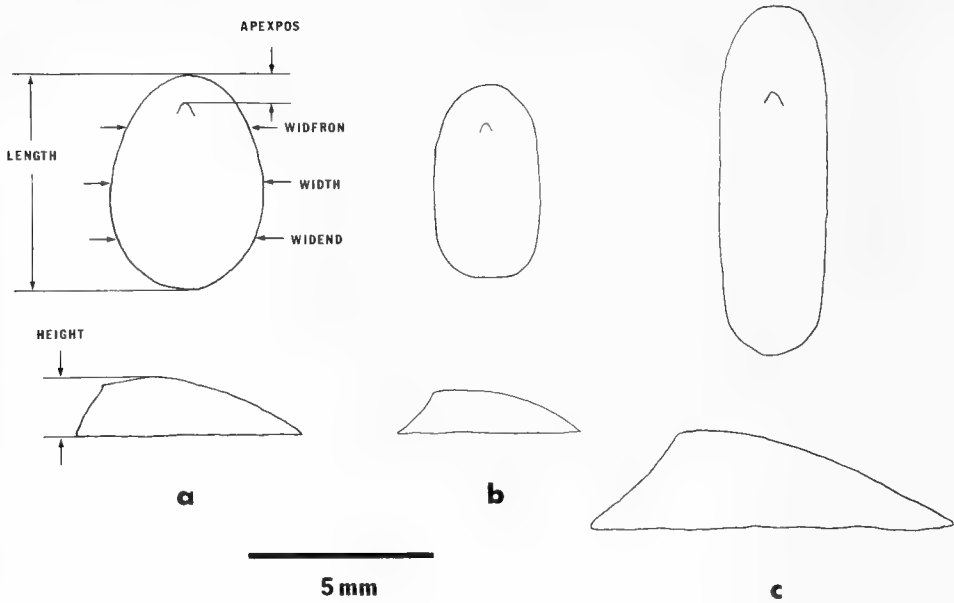 APEXPOS
WIDFRON
LENGTH
WIDTH
WIDEND
HEIGHT
a
b
c
5 mm